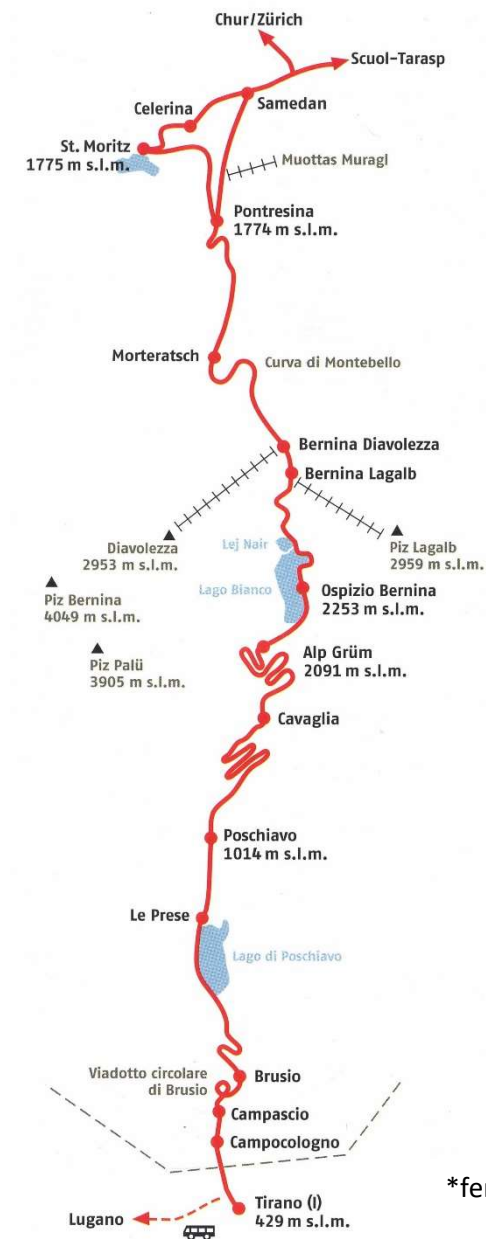 Chur/Zürich
Scuol-Tarasp
Celerina
Samedan
St. Moritz
1775 m s.l.m.
Muottas Muragl
Pontresina
1774 m s.l.m.
Morteratsch
Curva di Montebello
Bernina Diavolezza
Bernina Lagalb
Diavolezza
2953 m s.l.m.
Lej Nair
Piz Lagalb
2959 m s.l.m.
Piz Bernina
4049 m s.l.m.
Lago Bianco
Ospizio Bernina
2253 m s.l.m.
Piz Palü
3905 m s.l.m.
Alp Grüm
2091 m s.l.m.
Cavaglia
Poschiavo
1014 m s.l.m.
Le Prese
Lago di Poschiavo
Viadotto circolare
di Brusio
Brusio
Campascio
Campocologno
*fer
Lugano
Tirano (I)
429 m s.l.m.